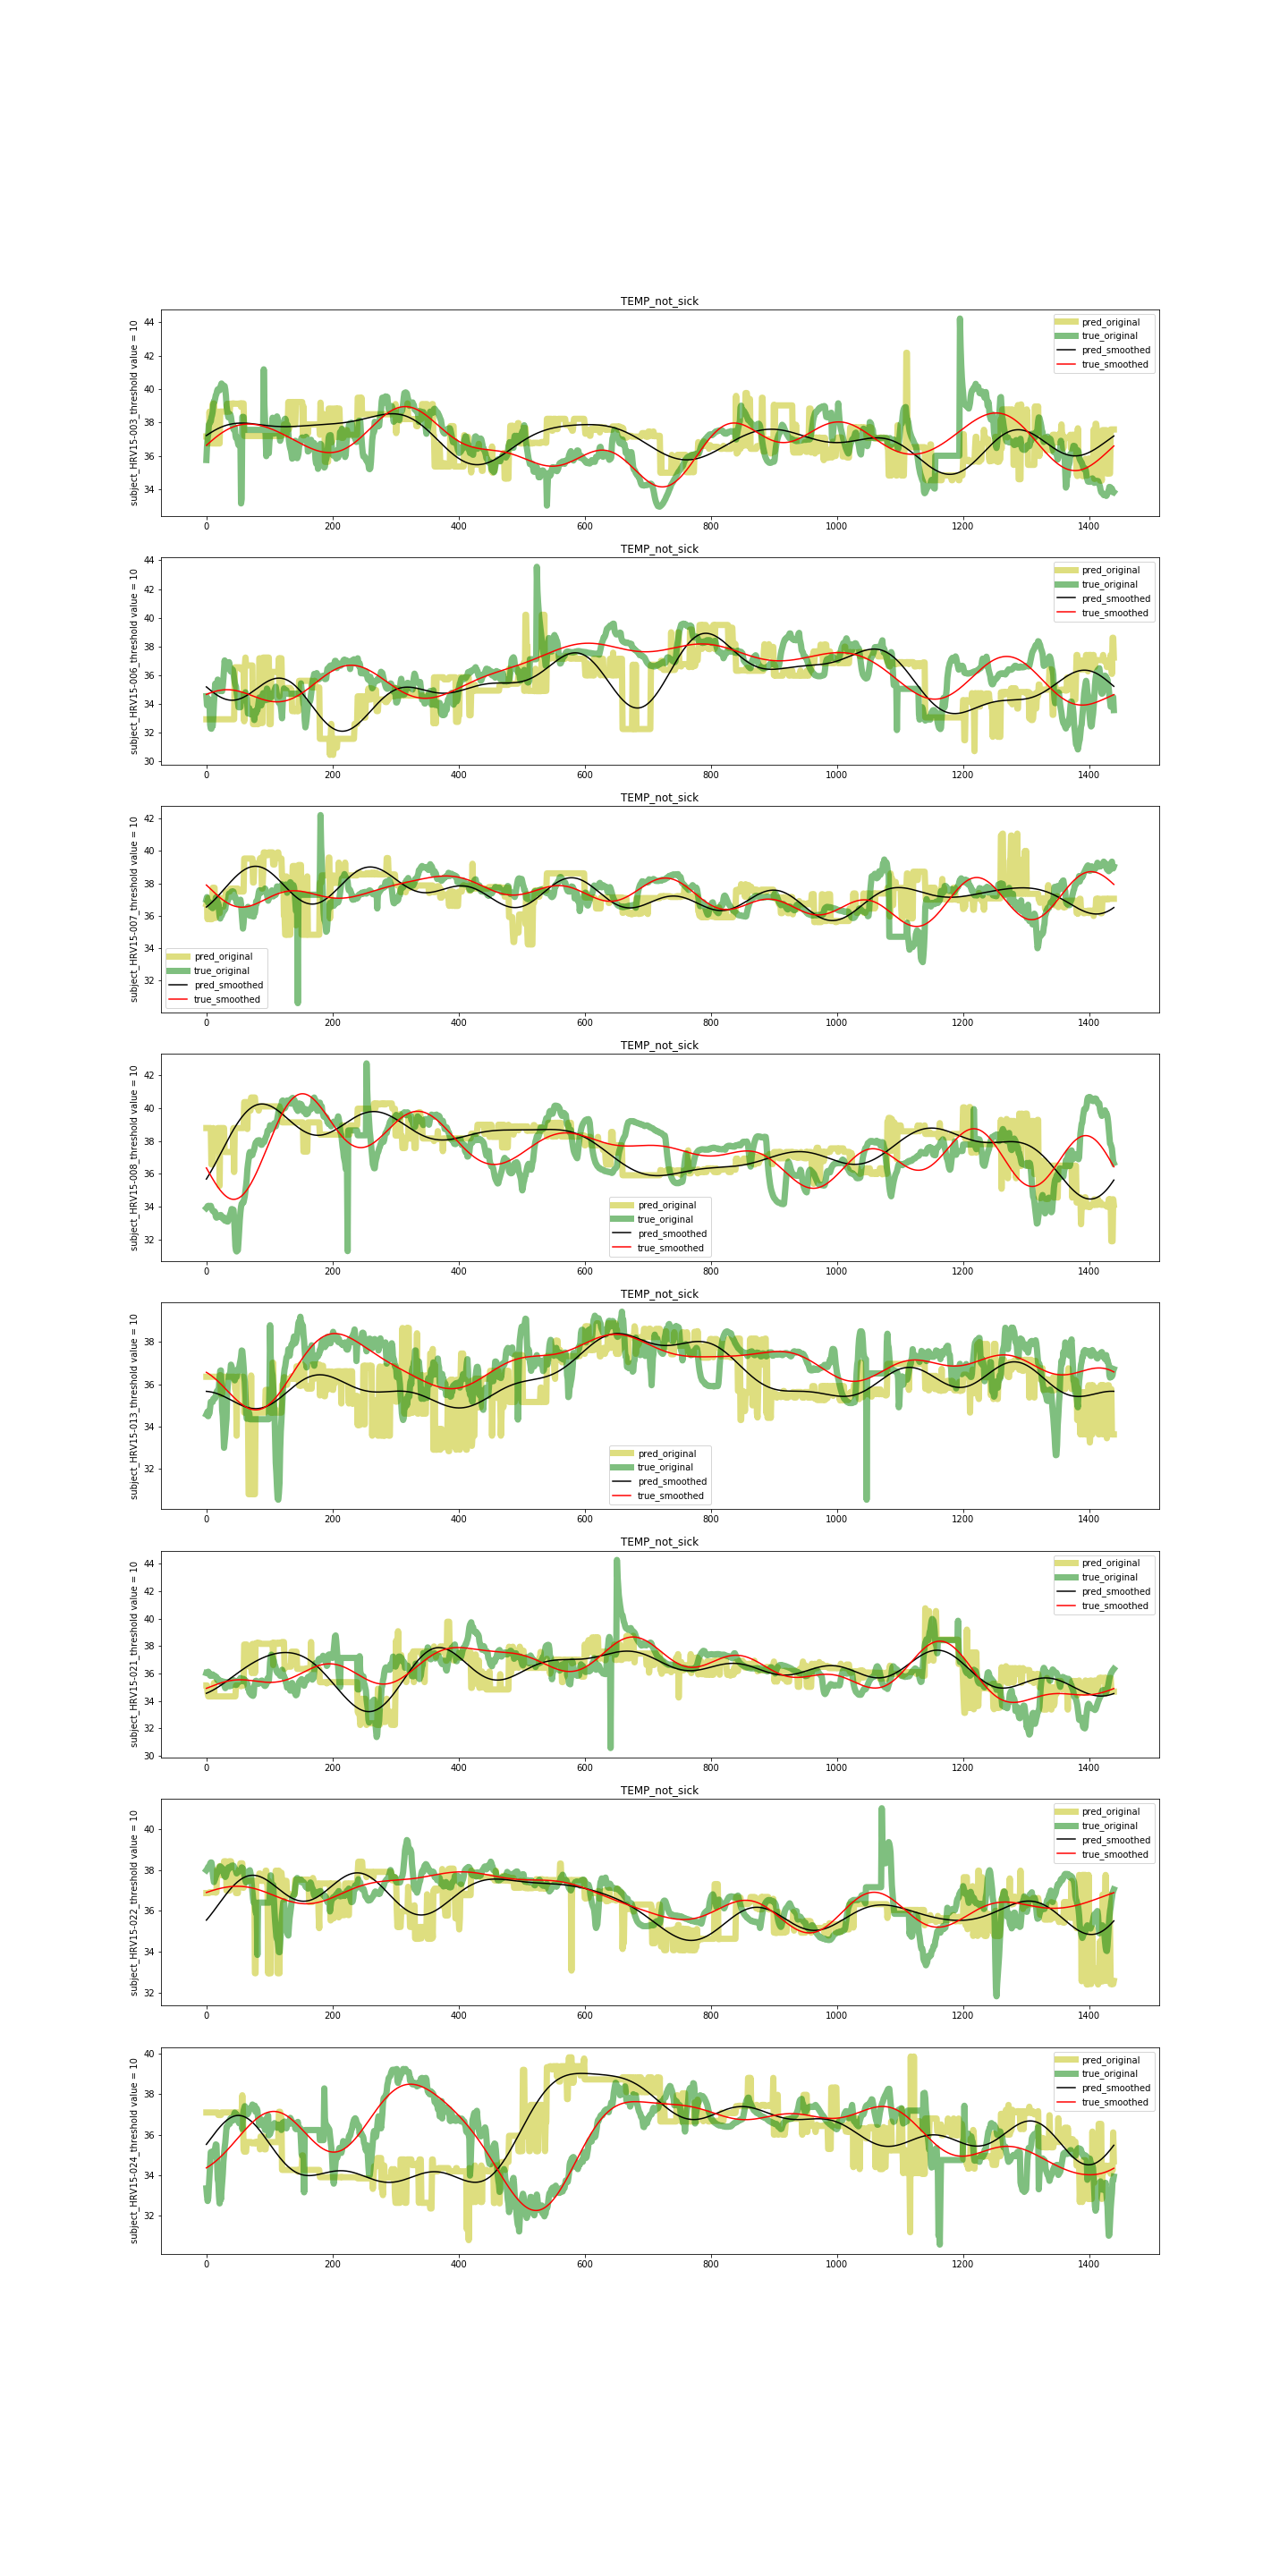 TEMP_not_sick
subject_HRV15-003_threshold value = 10
44
42
40
38
36
34
pred_original
true_original
pred_smoothed
true_smoothed
0 200 400 600 800 1000 1200 1400
TEMP_not_sick
subject_HRV15-006_threshold value = 10
44
42
40
38
36
34
32
30
pred_original
true_original
pred_smoothed
true_smoothed
0 200 400 600 800 1000 1200 1400
TEMP_not_sick
subject_HRV15-007_threshold value = 10
42
40
38
36
34
32
pred_original
true_original
pred_smoothed
true_smoothed
0 200 400 600 800 1000 1200 1400
TEMP_not_sick
subject_HRV15-008_threshold value = 10
42
40
38
36
34
32
pred_original
true_original
pred_smoothed
true_smoothed
0 200 400 600 800 1000 1200 1400
TEMP_not_sick
subject_HRV15-013_threshold value = 10
38
36
34
32
pred_original
true_original
pred_smoothed
true_smoothed
0 200 400 600 800 1000 1200 1400
TEMP_not_sick
subject_HRV15-021_threshold value = 10
44
42
40
38
36
34
32
30
pred_original
true_original
pred_smoothed
true_smoothed
0 200 400 600 800 1000 1200 1400
TEMP_not_sick
subject_HRV15-022_threshold value = 10
40
38
36
34
32
pred_original
true_original
pred_smoothed
true_smoothed
0 200 400 600 800 1000 1200 1400
subject_HRV15-024_threshold value = 10
40
38
36
34
32
pred_original
true_original
pred_smoothed
true_smoothed
0 200 400 600 800 1000 1200 1400